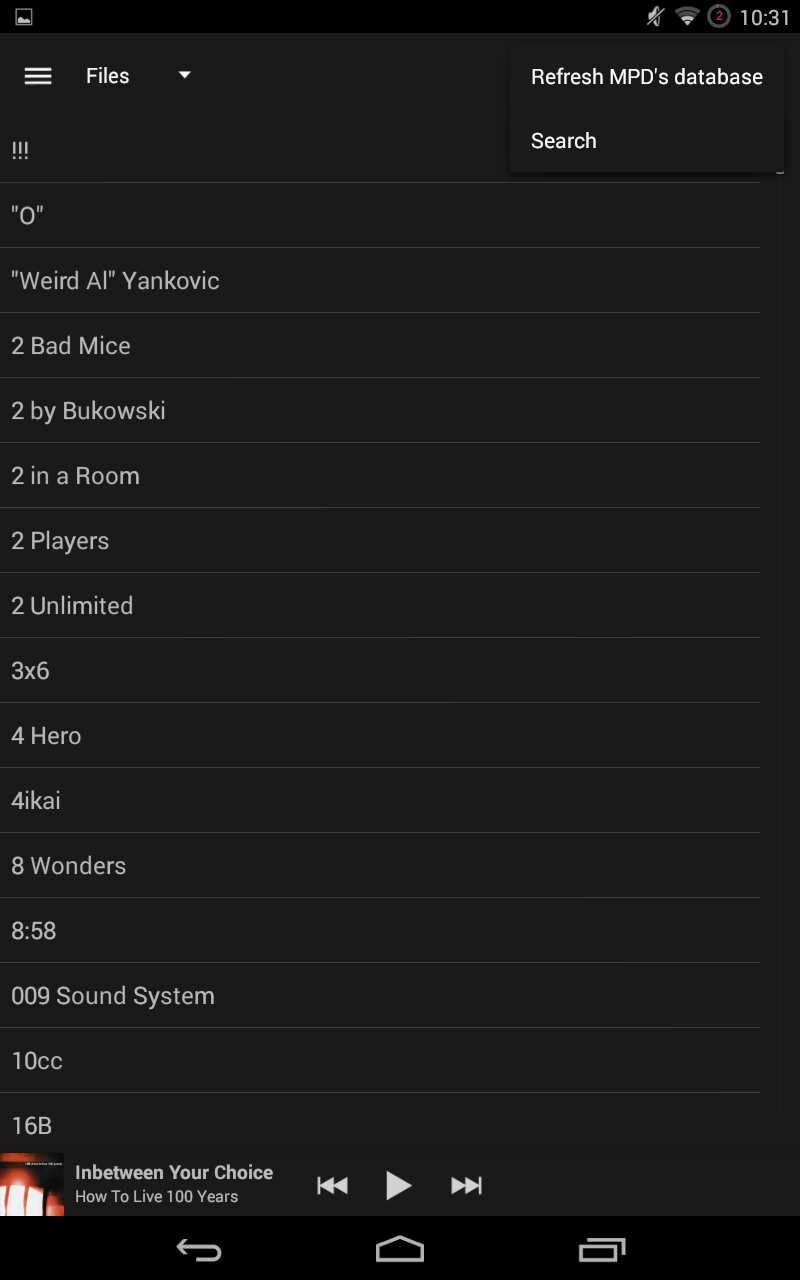 2
10:31
Files
Refresh MPD's database
Search
!!!
"O"
"Weird Al" Yankovic
2 Bad Mice
2 by Bukowski
2 in a Room
2 Players
2 Unlimited
3x6
4 Hero
4ikai
8 Wonders
8:58
009 Sound System
10cc
16B
Inbetween Your Choice
How To Live 100 Years